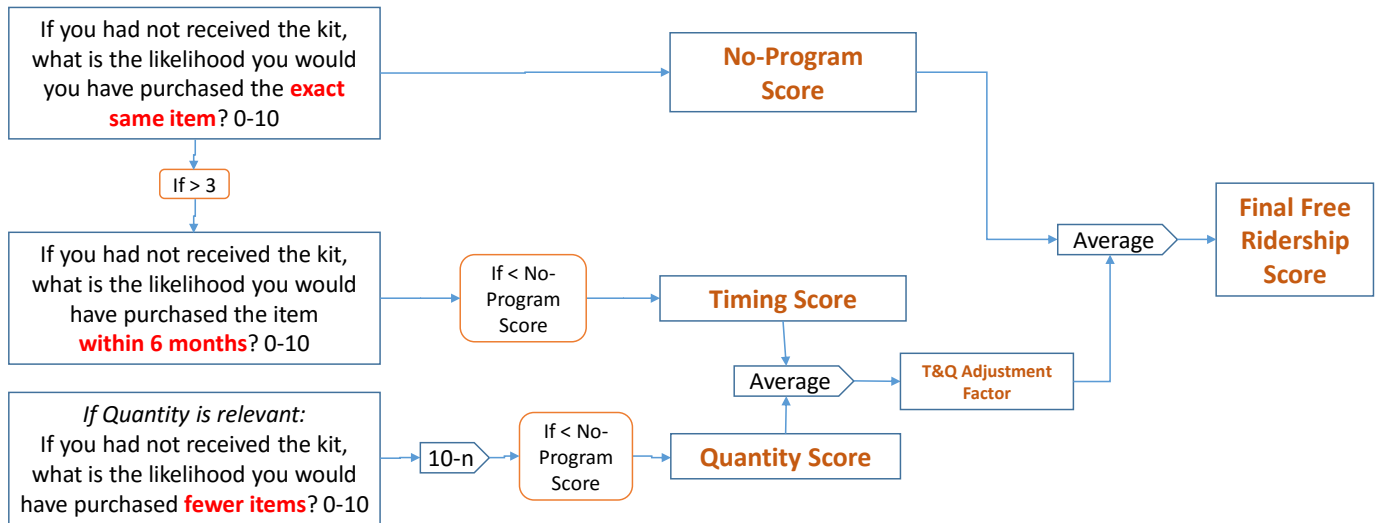 If you had not received the kit,
what is the likelihood you would
you have purchased the exact
same item? 0-10
No-Program
Score
If > 3
If you had not received the kit,
what is the likelihood you would
have purchased the item
within 6 months? 0-10
If < No-
Program
Score
Timing Score
Average
Final Free
Ridership
Score
Average
T&Q Adjustment
Factor
If Quantity is relevant:
If you had not received the kit,
what is the likelihood you would
have purchased fewer items? 0-10
10-n
If < No-
Program
Score
Quantity Score